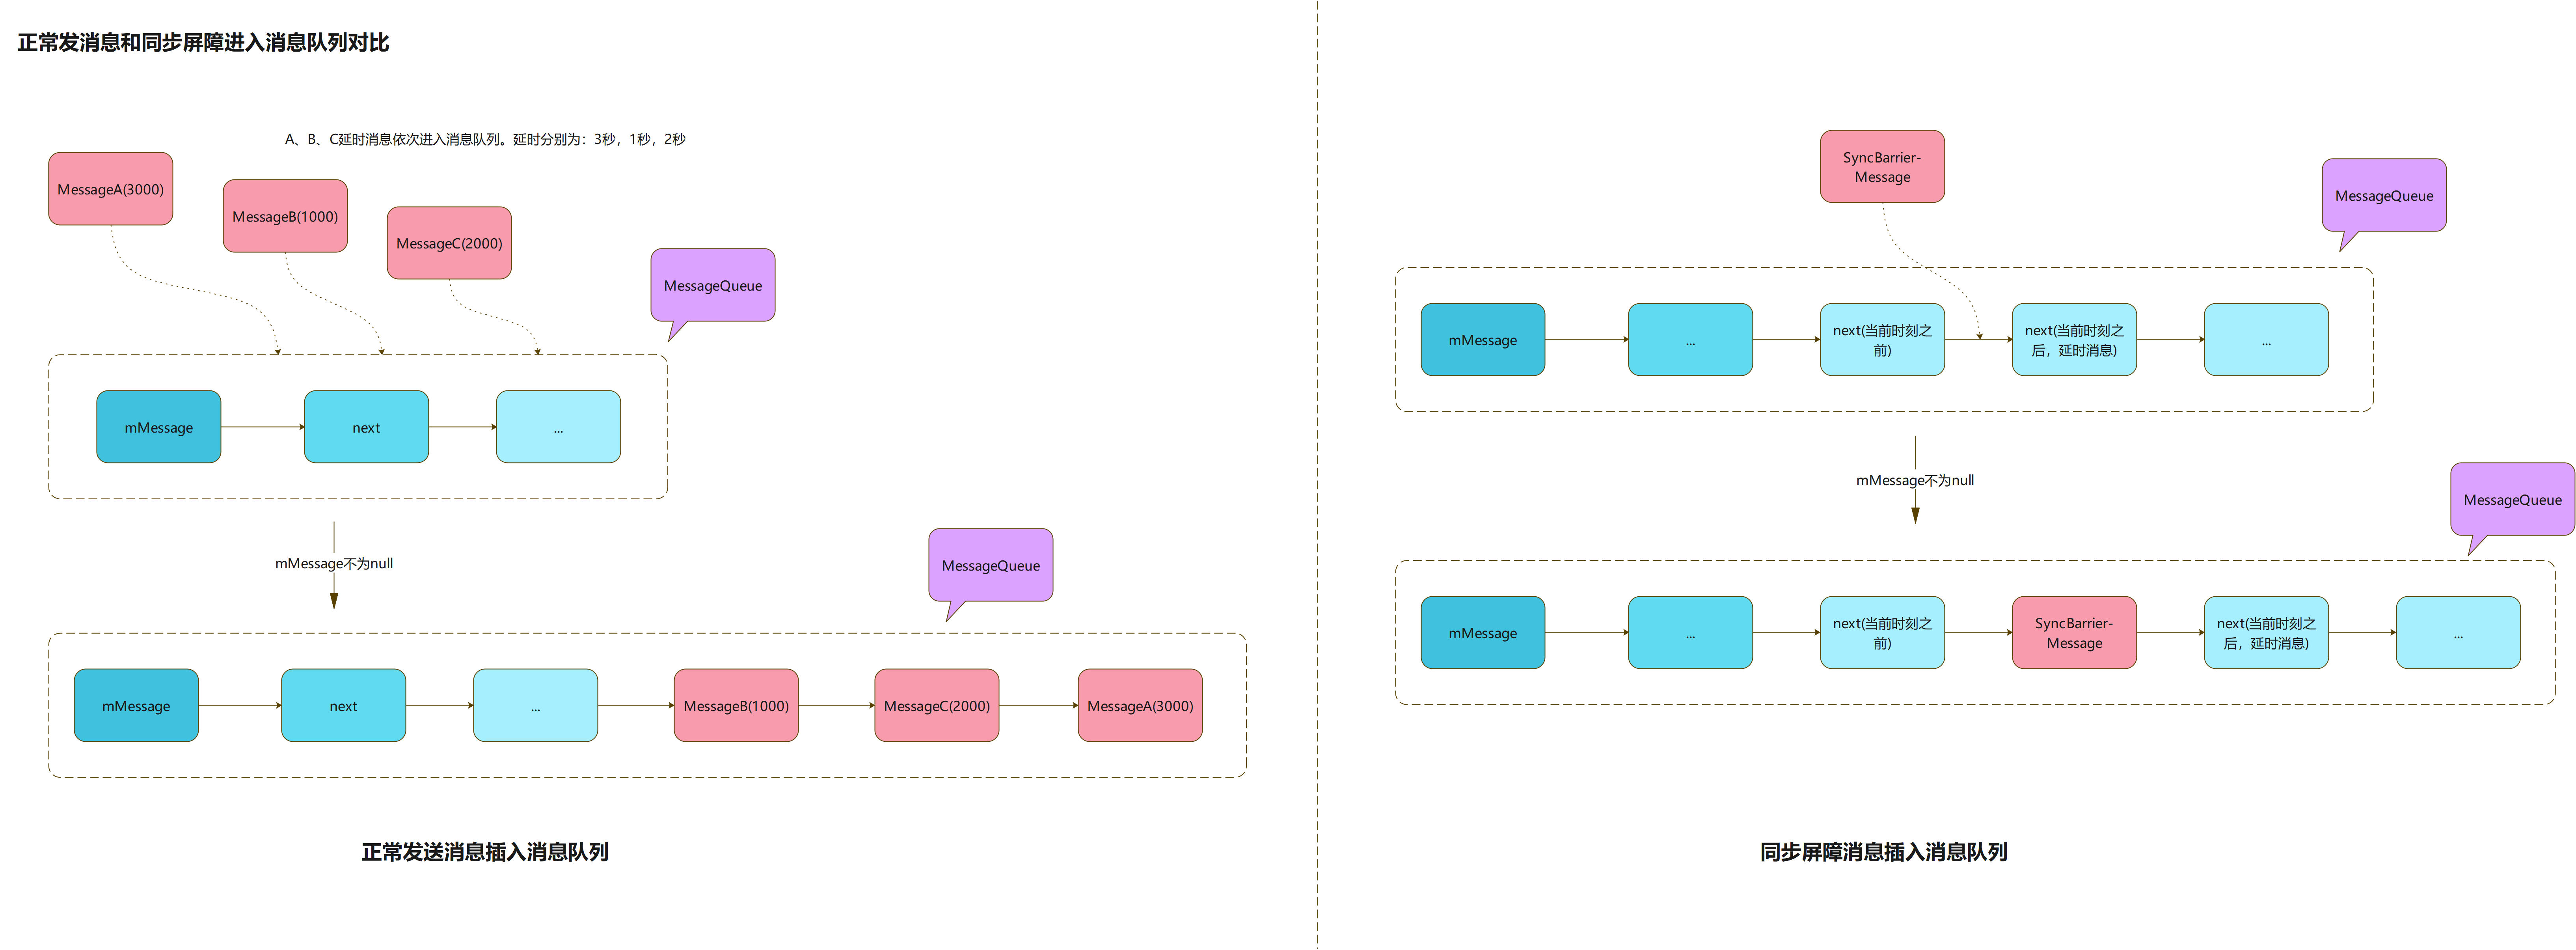 正常发消息和同步屏障进入消息队列对比
A、B、C延时消息依次进入消息队列。延时分别为：3秒，1秒，2秒
MessageA(3000)
MessageB(1000)
MessageC(2000)
MessageQueue
mMessage
next
...
mMessage不为null
MessageQueue
mMessage
next
...
MessageB(1000)
MessageC(2000)
MessageA(3000)
正常发送消息插入消息队列
SyncBarrier-
Message
MessageQueue
mMessage
...
next(当前时刻之
前)
next(当前时刻之
后，延时消息)
...
mMessage不为null
MessageQueue
mMessage
...
next(当前时刻之
前)
SyncBarrier-
Message
next(当前时刻之
后，延时消息)
...
同步屏障消息插入消息队列